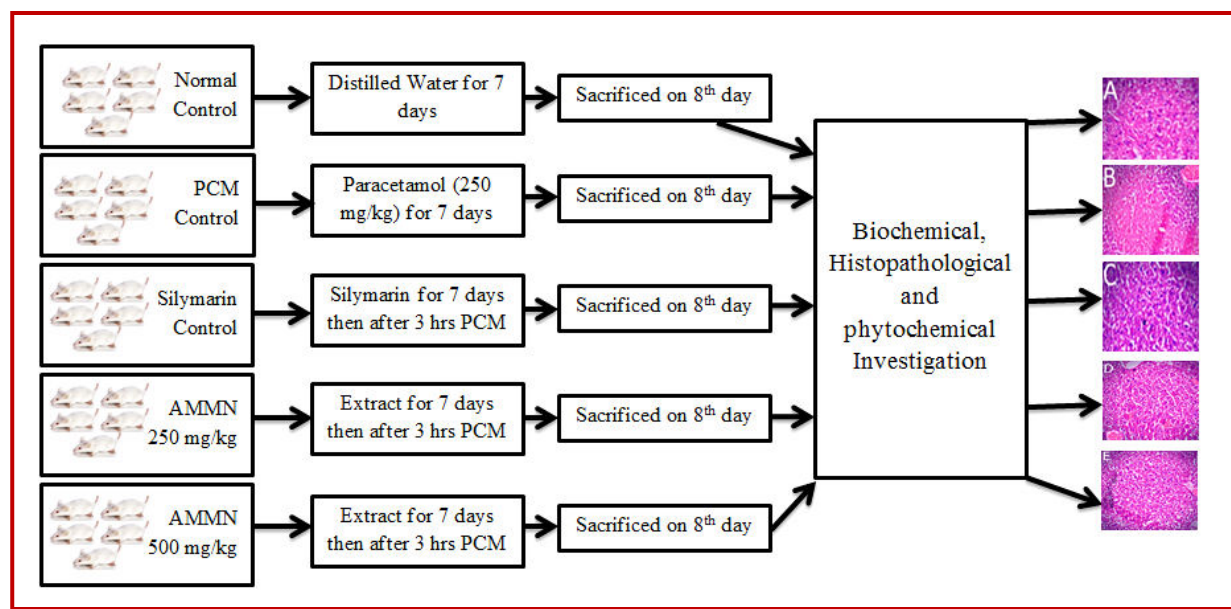 Normal
Control
Distilled Water for 7
days
Sacrificed on 8th day
PCM
Control
Paracetamol (250
mg/kg) for 7 days
Sacrificed on 8th day
Silymarin
Control
Silymarin for 7 days
then after 3 hrs PCM
Sacrificed on 8th day
AMMN
250 mg/kg
Extract for 7 days
then after 3 hrs PCM
Sacrificed on 8th day
AMMN
500 mg/kg
Extract for 7 days
then after 3 hrs PCM
Sacrificed on 8th day
Biochemical,
Histopathological
and
phytochemical
Investigation
A
B
C
D
E